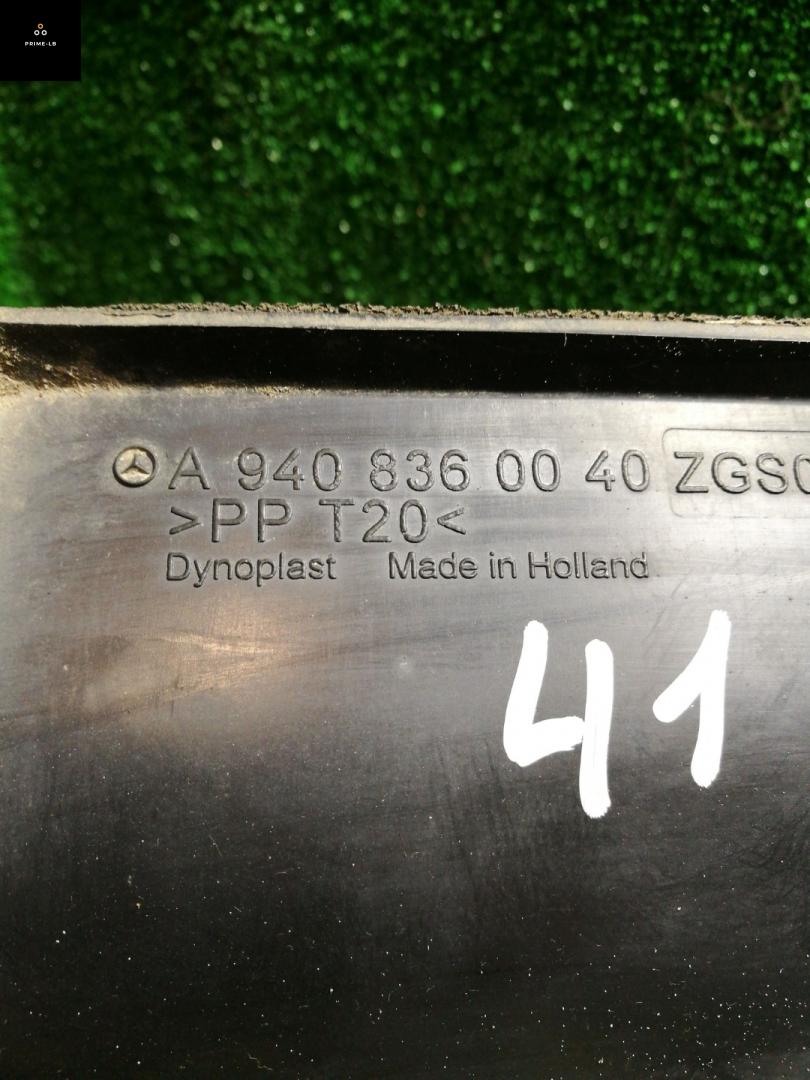 PRIME-LB
A 940 836 00 40 ZGS0
>PP T20<
Dynoplast Made in Holland
41